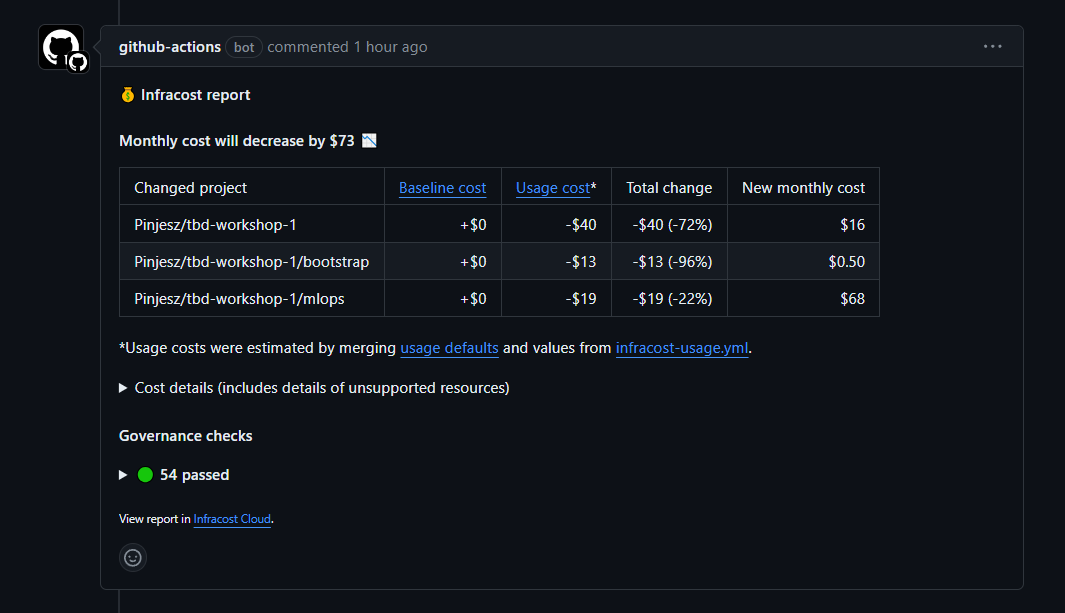 github-actions bot commented 1 hour ago
Infracost report
Monthly cost will decrease by $73
Changed project Baseline cost Usage cost* Total change New monthly cost
Pinjesz/tbd-workshop-1 +$0 -$40 -$40 (-72%) $16
Pinjesz/tbd-workshop-1/bootstrap +$0 -$13 -$13 (-96%) $0.50
Pinjesz/tbd-workshop-1/mlops +$0 -$19 -$19 (-22%) $68
*Usage costs were estimated by merging usage defaults and values from infracost-usage.yml.
Cost details (includes details of unsupported resources)
Governance checks
54 passed
View report in Infracost Cloud.